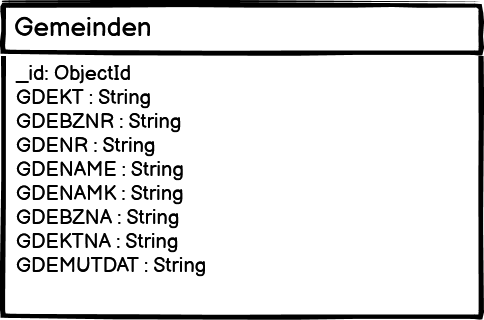 Gemeinden
_id: ObjectId
GDEKT : String
GDEBZNR : String
GDENR : String
GDENAME : String
GDENAMK : String
GDEBZNA : String
GDEKTNA : String
GDEMUTDAT : String